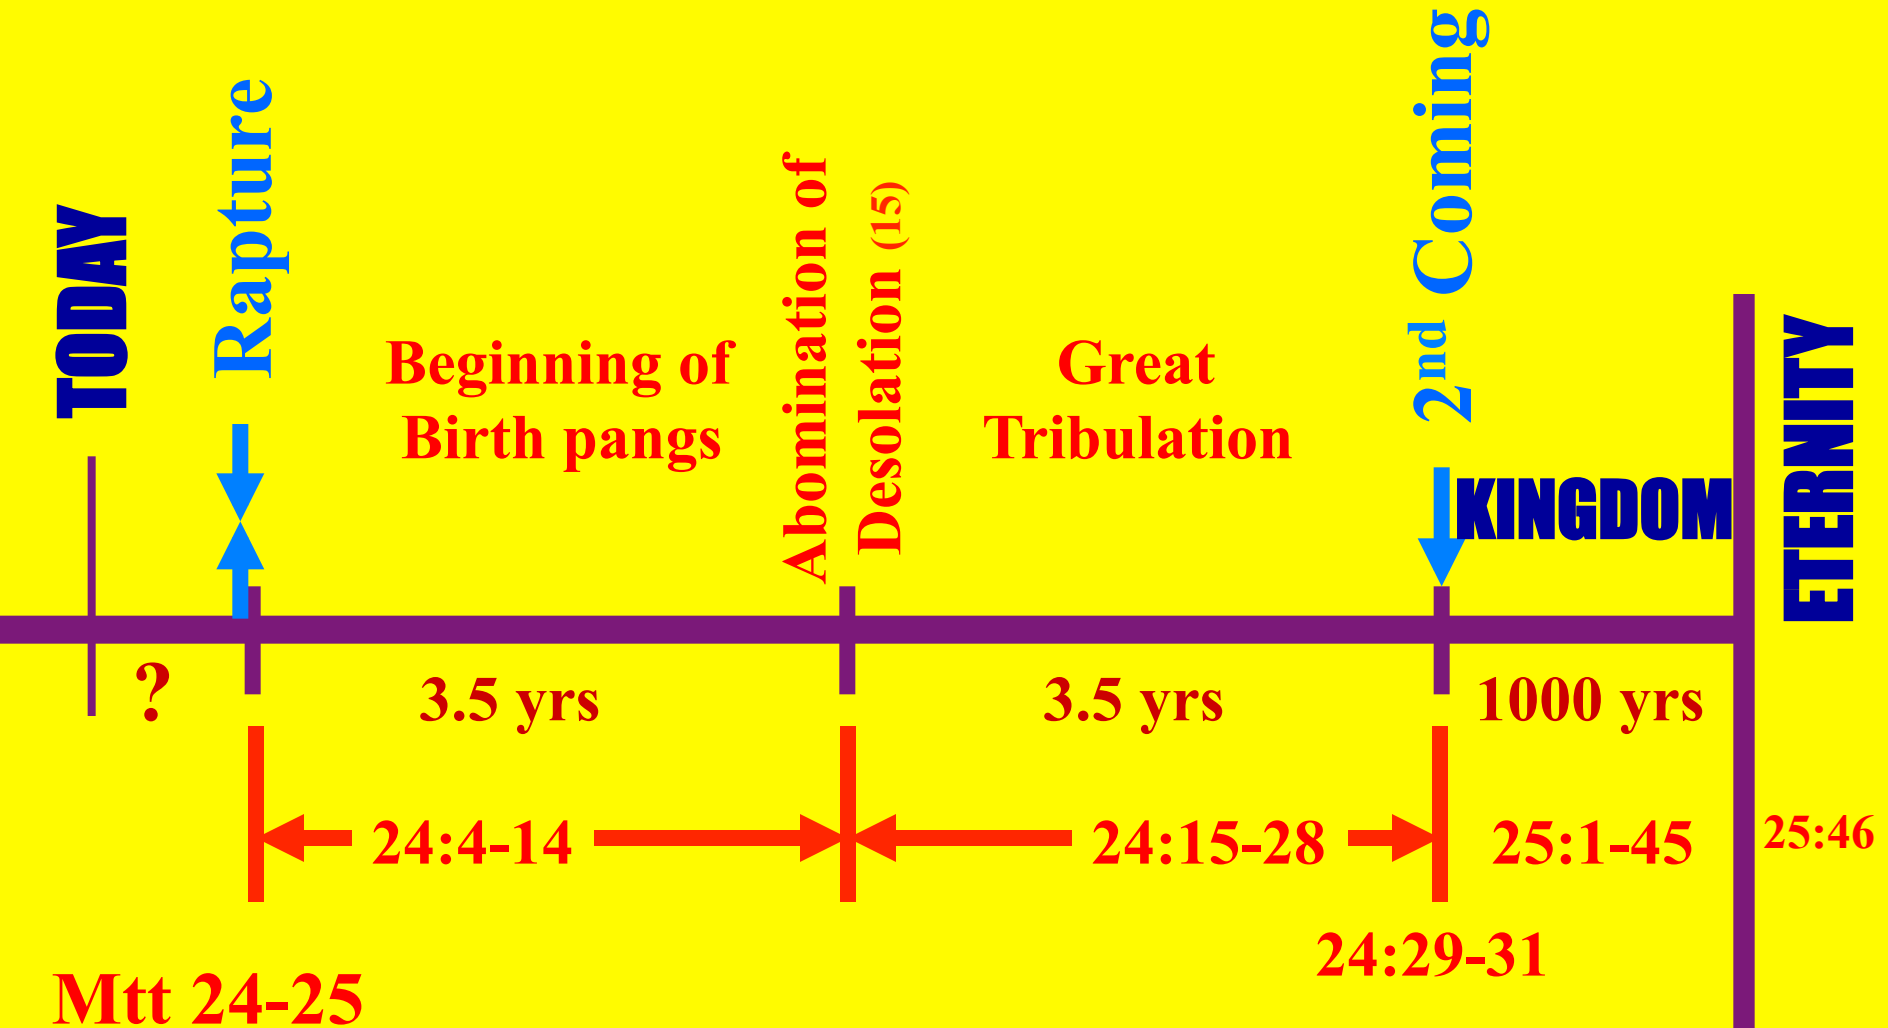 TODAY
Rapture
Beginning of
Birth pangs
Abomination of
Desolation (15)
Great
Tribulation
2nd Coming
KINGDOM
ETERNITY
?
3.5 yrs
3.5 yrs
1000 yrs
24:4-14
24:15-28
25:1-45
25:46
24:29-31
Mtt 24-25